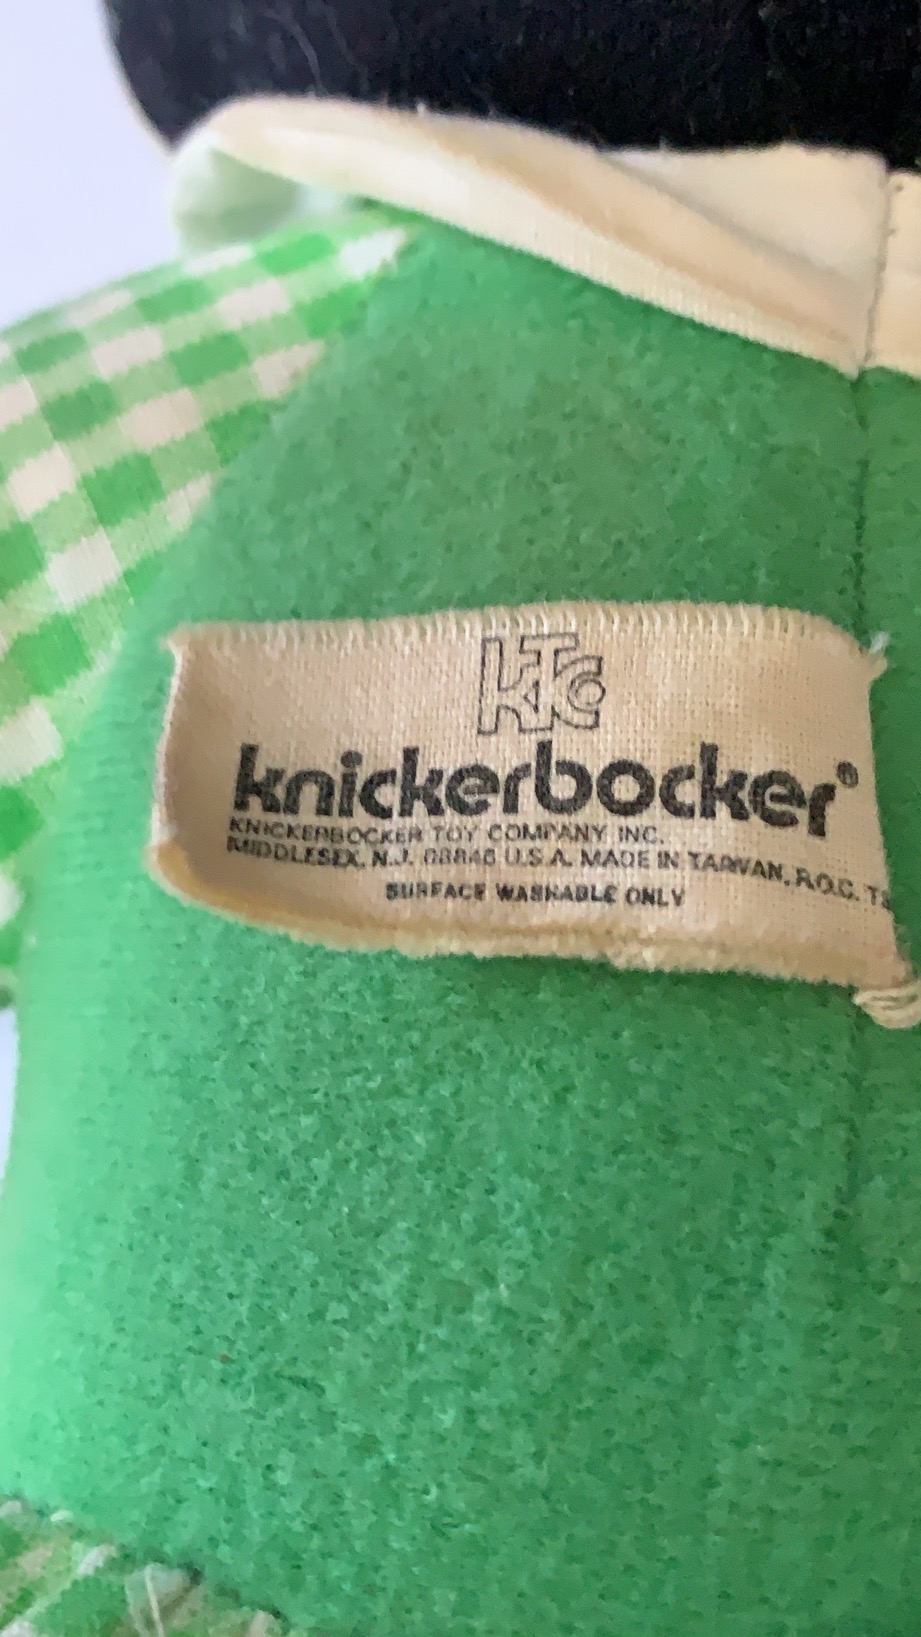 KTC
knickerbocker®
KNICKERBOCKER TOY COMPANY INC.
MIDDLESEX, N.J. 08846 U.S.A. MADE IN TAIWAN, R.O.C.
SURFACE WASHABLE ONLY